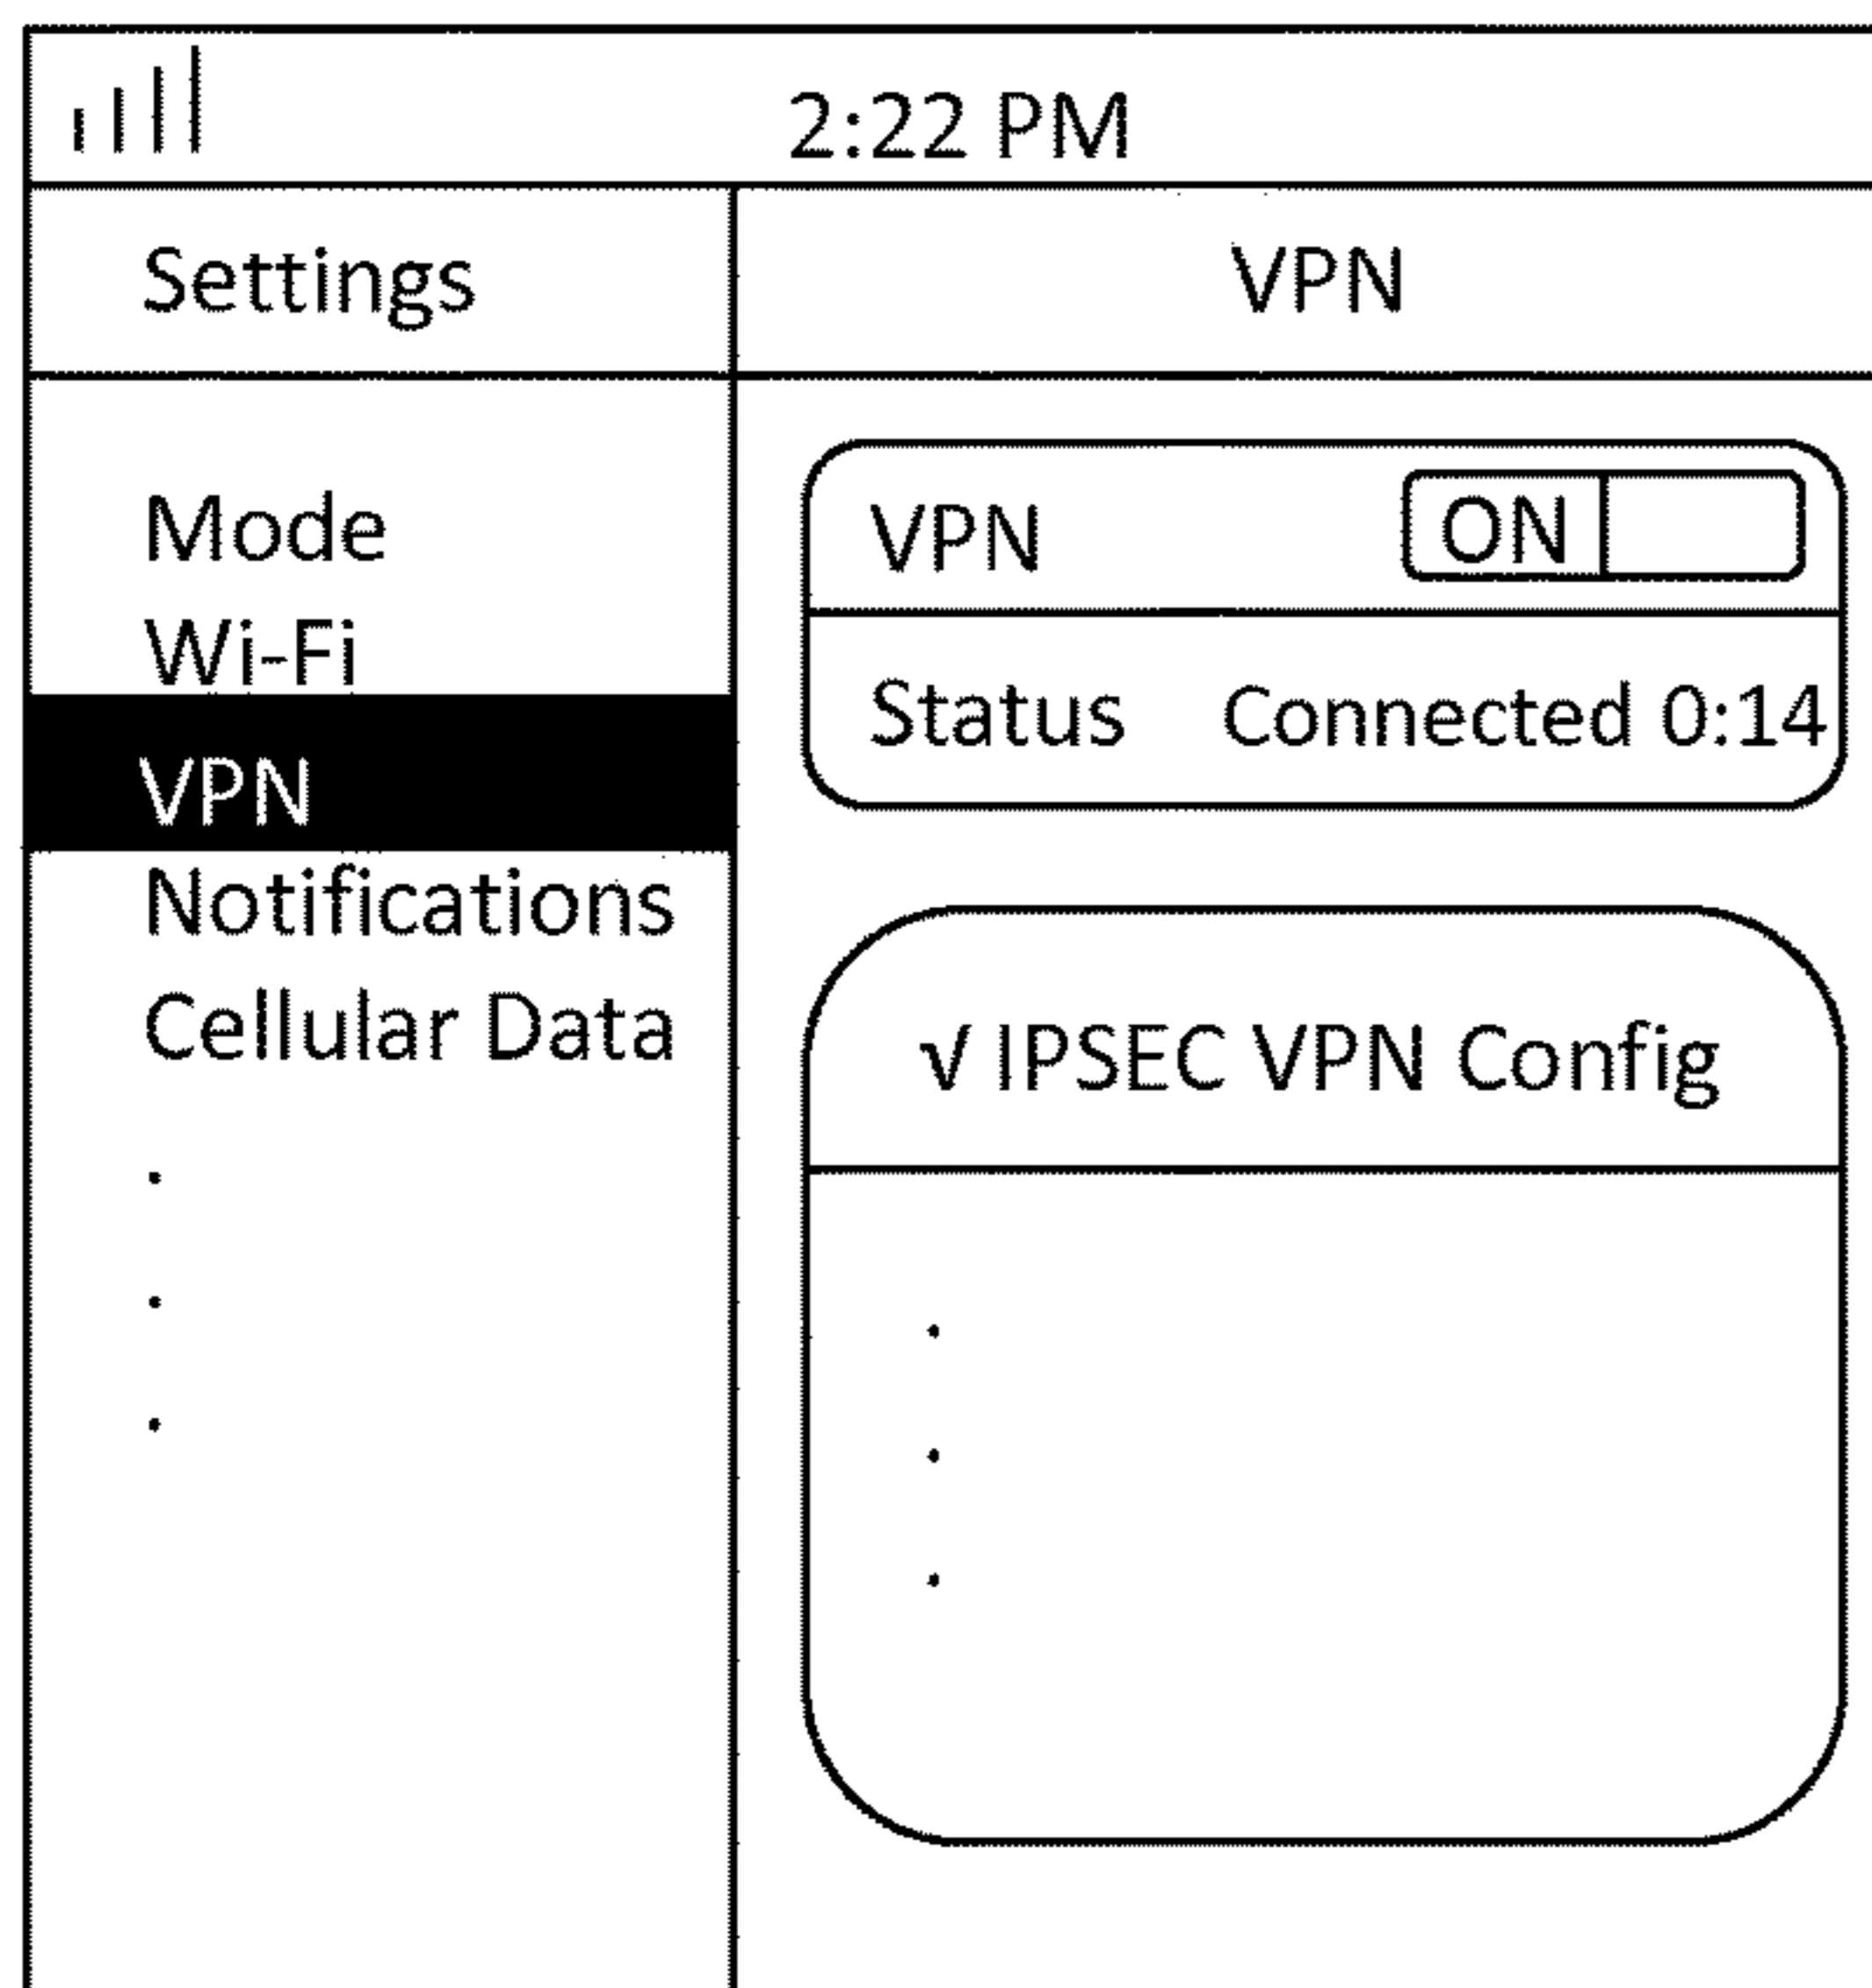 2:22 PM
Settings
VPN
Mode
Wi-Fi
VPN
Notifications
Cellular Data
VPN ON
Status Connected 0:14
√ IPSEC VPN Config